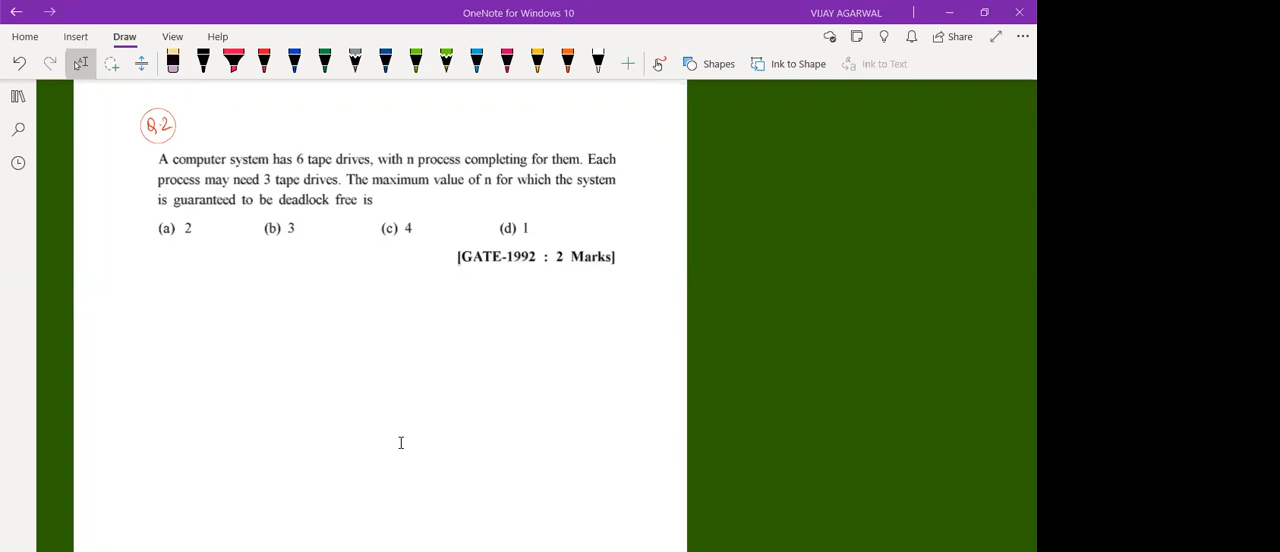 OneNote for Windows 10
VIJAY AGARWAL
Home Insert Draw View Help
Share
Shapes Ink to Shape Ink to Text
Q.2
A computer system has 6 tape drives, with n process completing for them. Each
process may need 3 tape drives. The maximum value of n for which the system
is guaranteed to be deadlock free is
(a) 2 (b) 3 (c) 4 (d) 1
[GATE-1992 : 2 Marks]